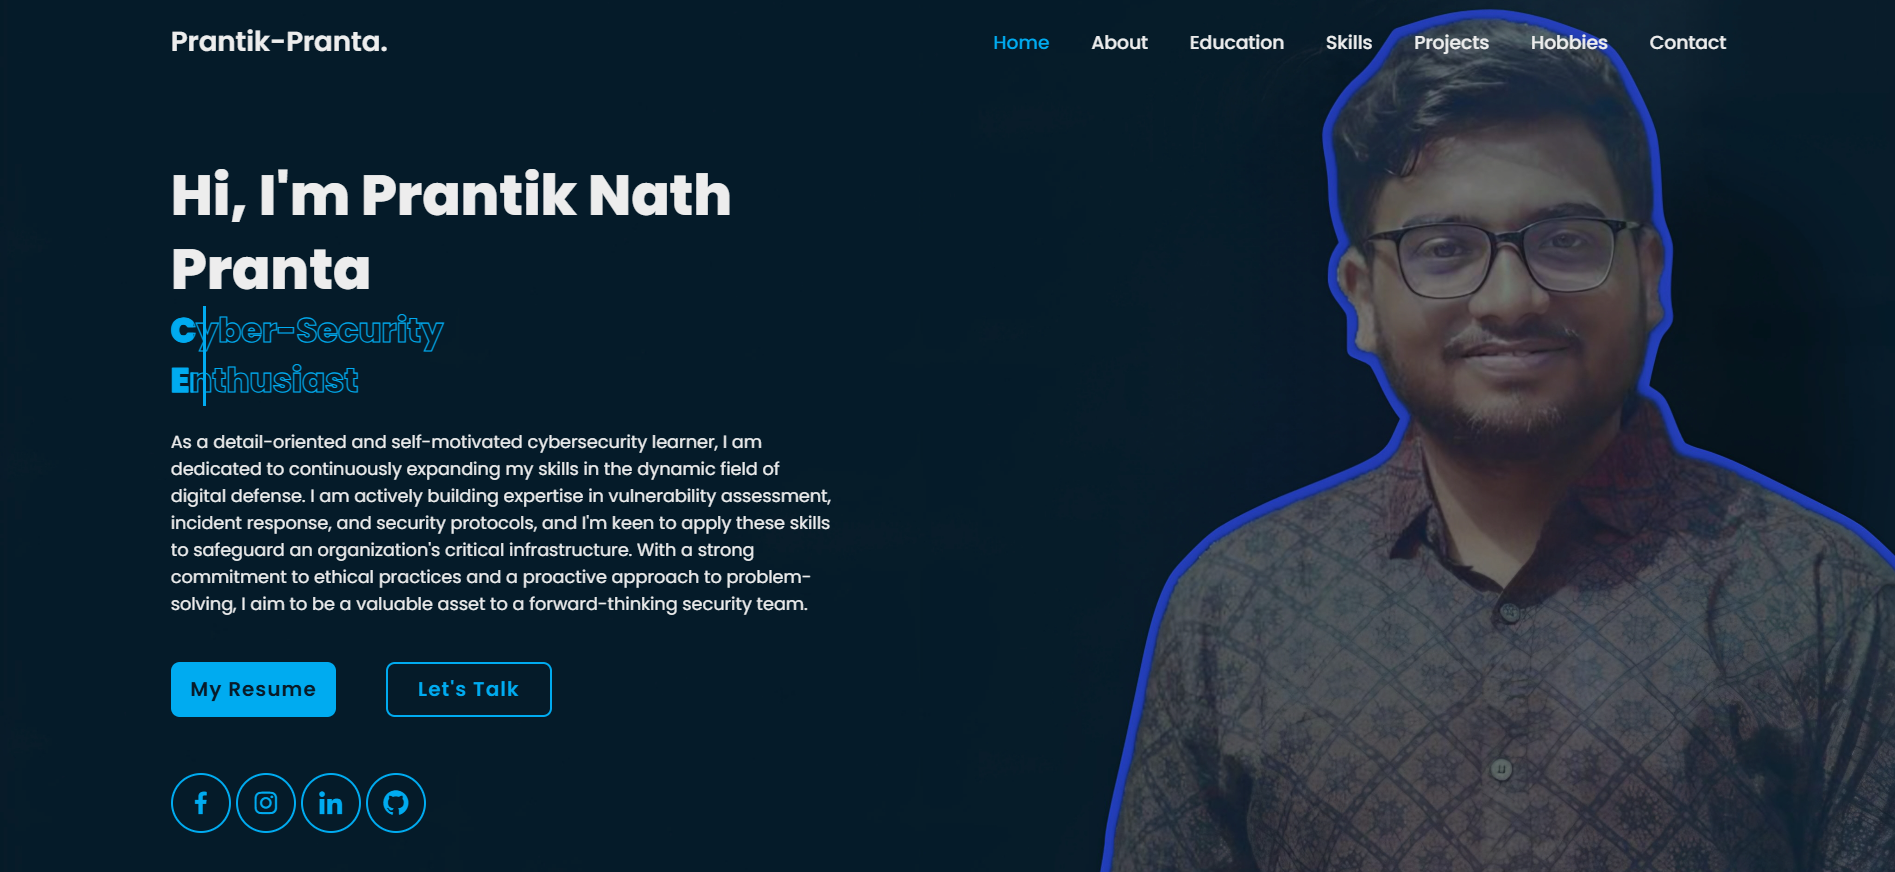 Prantik-Pranta.
Home About Education Skills Projects Hobbies Contact
Hi, I'm Prantik Nath
Pranta
Cyber-Security
Enthusiast
As a detail-oriented and self-motivated cybersecurity learner, I am
dedicated to continuously expanding my skills in the dynamic field of
digital defense. I am actively building expertise in vulnerability assessment,
incident response, and security protocols, and I'm keen to apply these skills
to safeguard an organization's critical infrastructure. With a strong
commitment to ethical practices and a proactive approach to problem-
solving, I aim to be a valuable asset to a forward-thinking security team.
My Resume Let's Talk